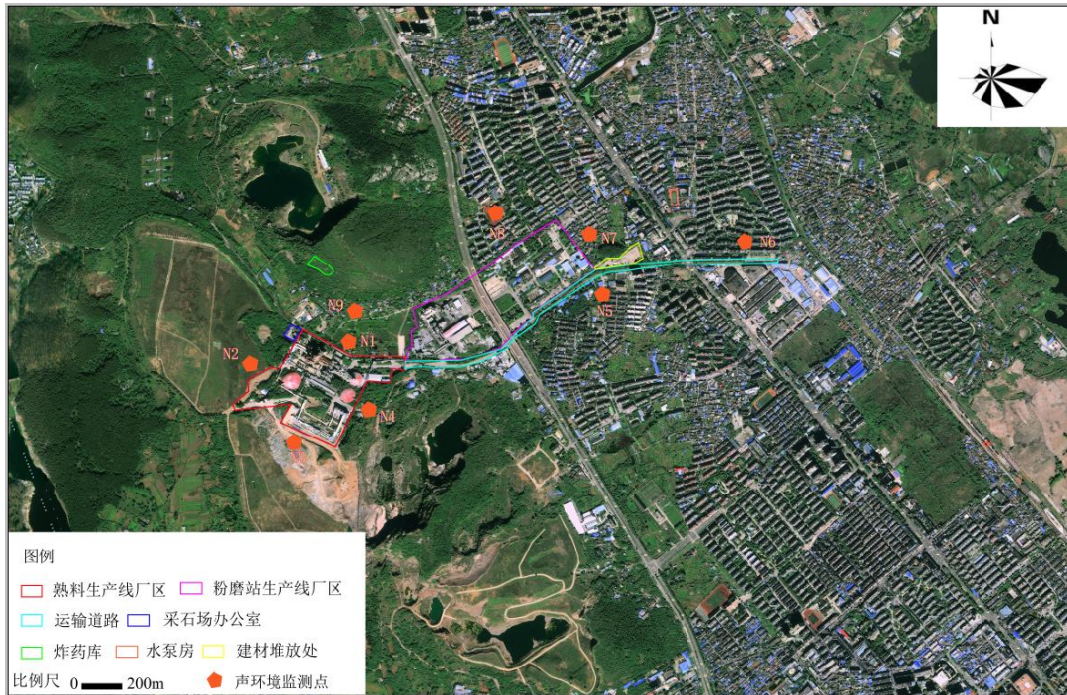 N
N8
N7
N6
N5
N9
N1
N2
N4
图例
熟料生产线厂区
粉磨站生产线厂区
运输道路
采石场办公室
炸药库
水泵房
建材堆放处
比例尺 0 200m
声环境监测点